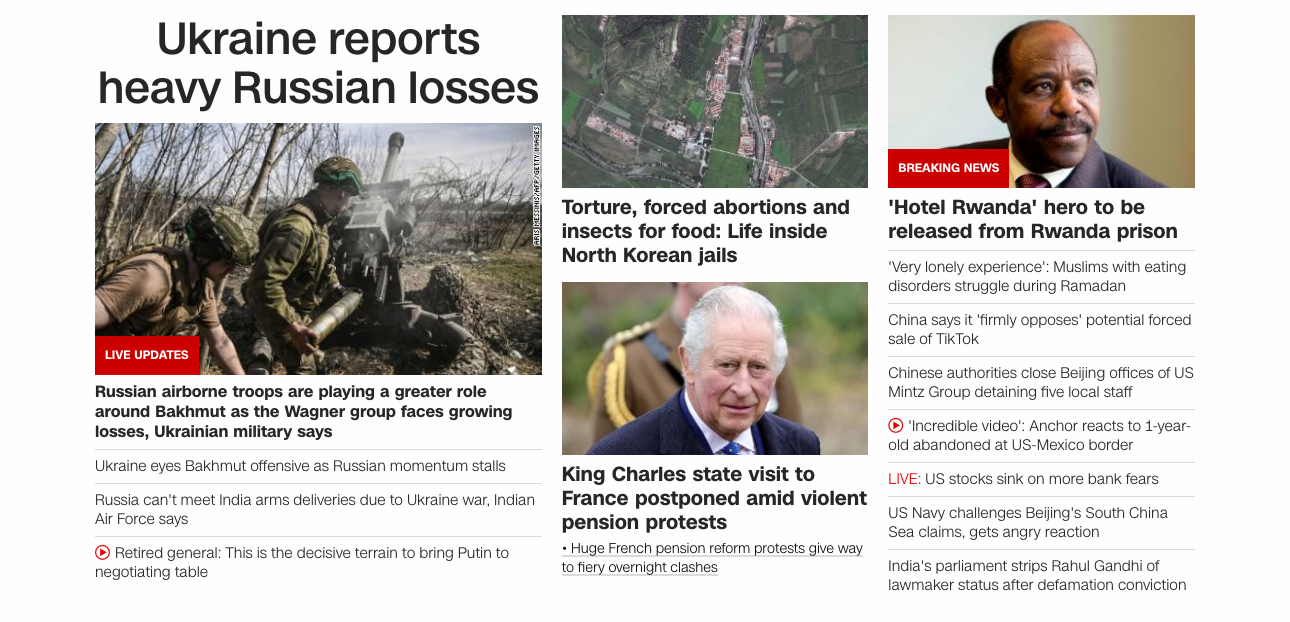 Ukraine reports
heavy Russian losses
ARIS MESSINIS/AFP/GETTY IMAGES
LIVE UPDATES
Russian airborne troops are playing a greater role
around Bakhmut as the Wagner group faces growing
losses, Ukrainian military says
Ukraine eyes Bakhmut offensive as Russian momentum stalls
Russia can't meet India arms deliveries due to Ukraine war, Indian
Air Force says
Retired general: This is the decisive terrain to bring Putin to
negotiating table
Torture, forced abortions and
insects for food: Life inside
North Korean jails
King Charles state visit to
France postponed amid violent
pension protests
• Huge French pension reform protests give way
to fiery overnight clashes
BREAKING NEWS
'Hotel Rwanda' hero to be
released from Rwanda prison
'Very lonely experience': Muslims with eating
disorders struggle during Ramadan
China says it 'firmly opposes' potential forced
sale of TikTok
Chinese authorities close Beijing offices of US
Mintz Group detaining five local staff
'Incredible video': Anchor reacts to 1-year-
old abandoned at US-Mexico border
LIVE: US stocks sink on more bank fears
US Navy challenges Beijing's South China
Sea claims, gets angry reaction
India's parliament strips Rahul Gandhi of
lawmaker status after defamation conviction